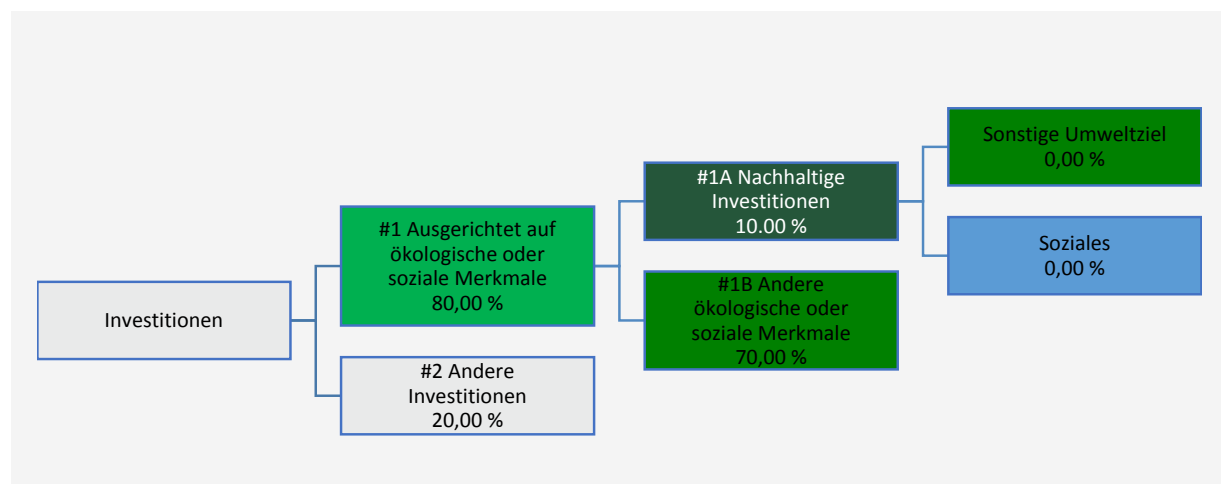 Investitionen
#1 Ausgerichtet auf
ökologische oder
soziale Merkmale
80,00 %
#2 Andere
Investitionen
20,00 %
#1A Nachhaltige
Investitionen
10.00 %
#1B Andere
ökologische oder
soziale Merkmale
70,00 %
Sonstige Umweltziel
0,00 %
Soziales
0,00 %